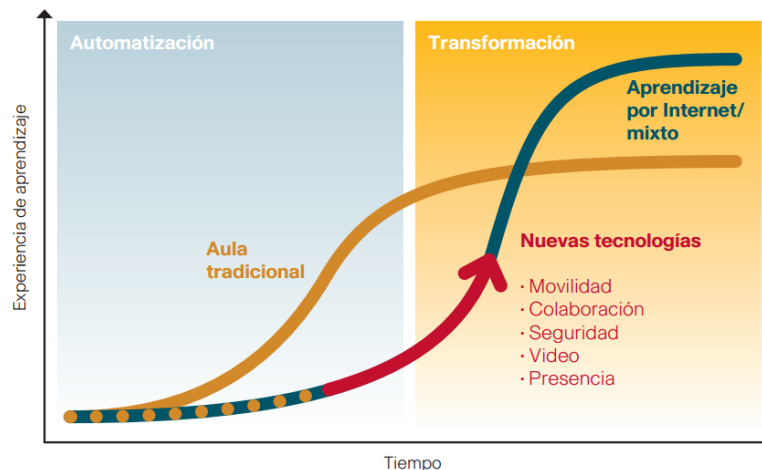 Automatización
Transformación
Aprendizaje
por Internet/
mixto
Experiencia de aprendizaje
Aula
tradicional
Nuevas tecnologías
· Movilidad
· Colaboración
· Seguridad
· Video
· Presencia
Tiempo